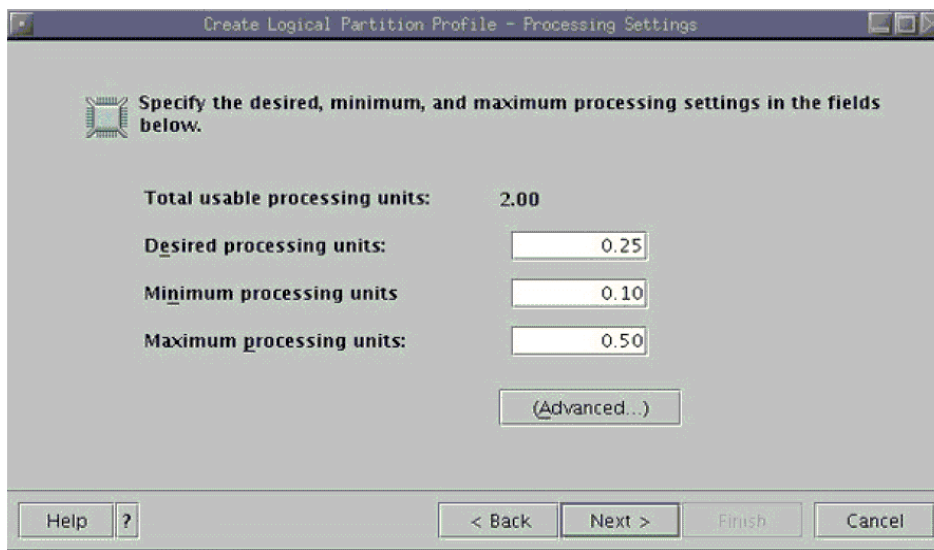 Create Logical Partition Profile - Processing Settings
Specify the desired, minimum, and maximum processing settings in the fields
below.
Total usable processing units: 2.00
Desired processing units: 0.25
Minimum processing units 0.10
Maximum processing units: 0.50
(Advanced...)
Help ? < Back Next > Finish Cancel